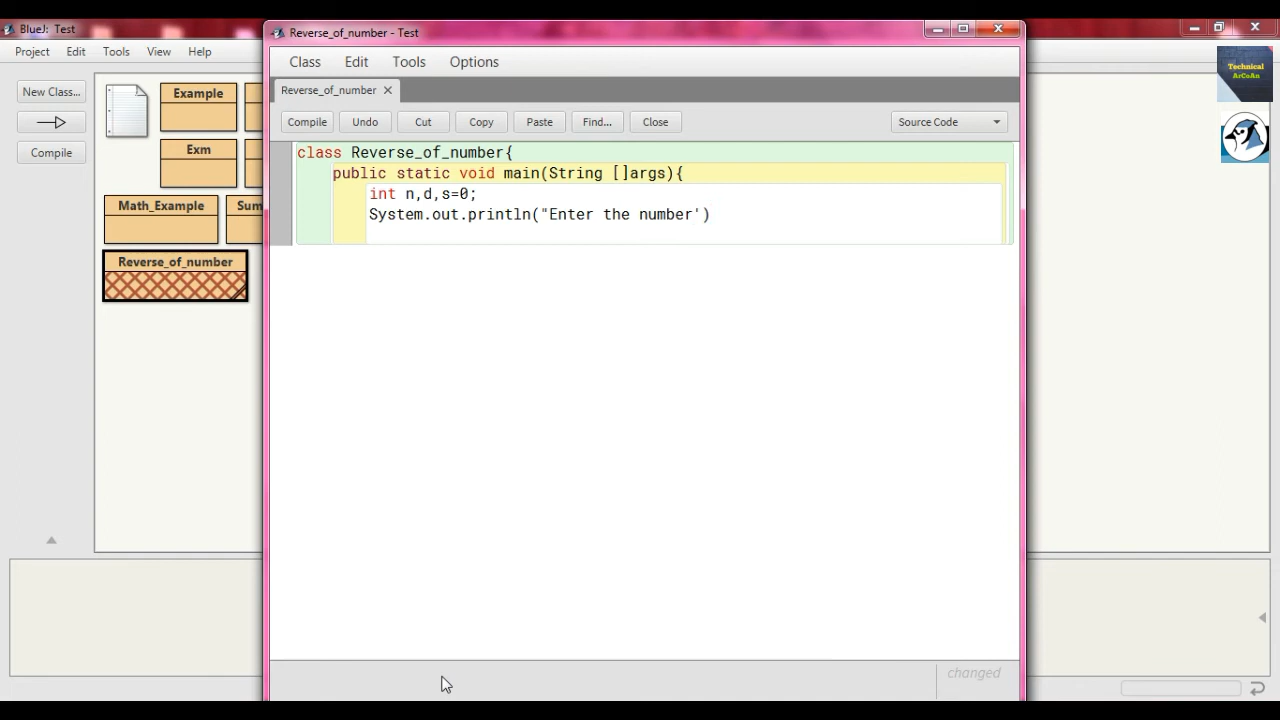 BlueJ: Test
Project Edit Tools View Help
New Class...
Compile
Example
Exm
Math_Example
Sum
Reverse_of_number
Reverse_of_number - Test
Class Edit Tools Options
Reverse_of_number
Compile Undo Cut Copy Paste Find... Close Source Code
class Reverse_of_number{
public static void main(String []args){
int n,d,s=0;
System.out.println("Enter the number')
changed
Technical
ArCoAn